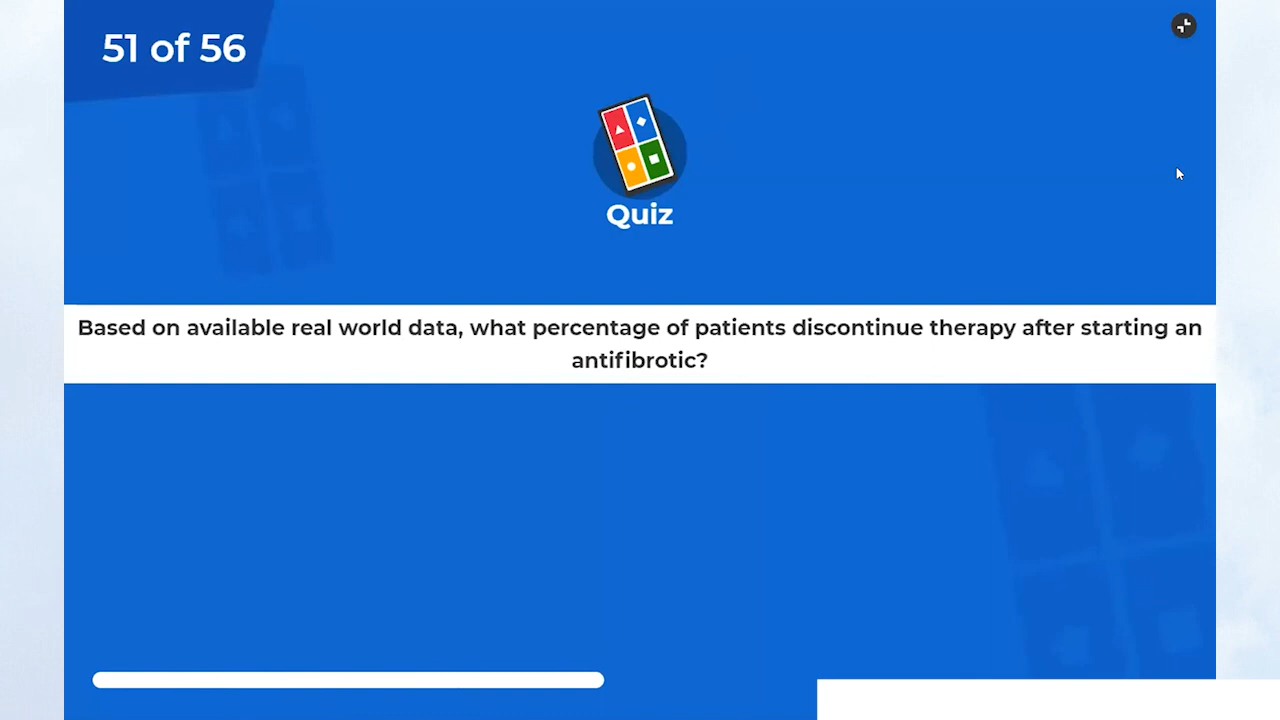 51 of 56
Quiz
Based on available real world data, what percentage of patients discontinue therapy after starting an
antifibrotic?